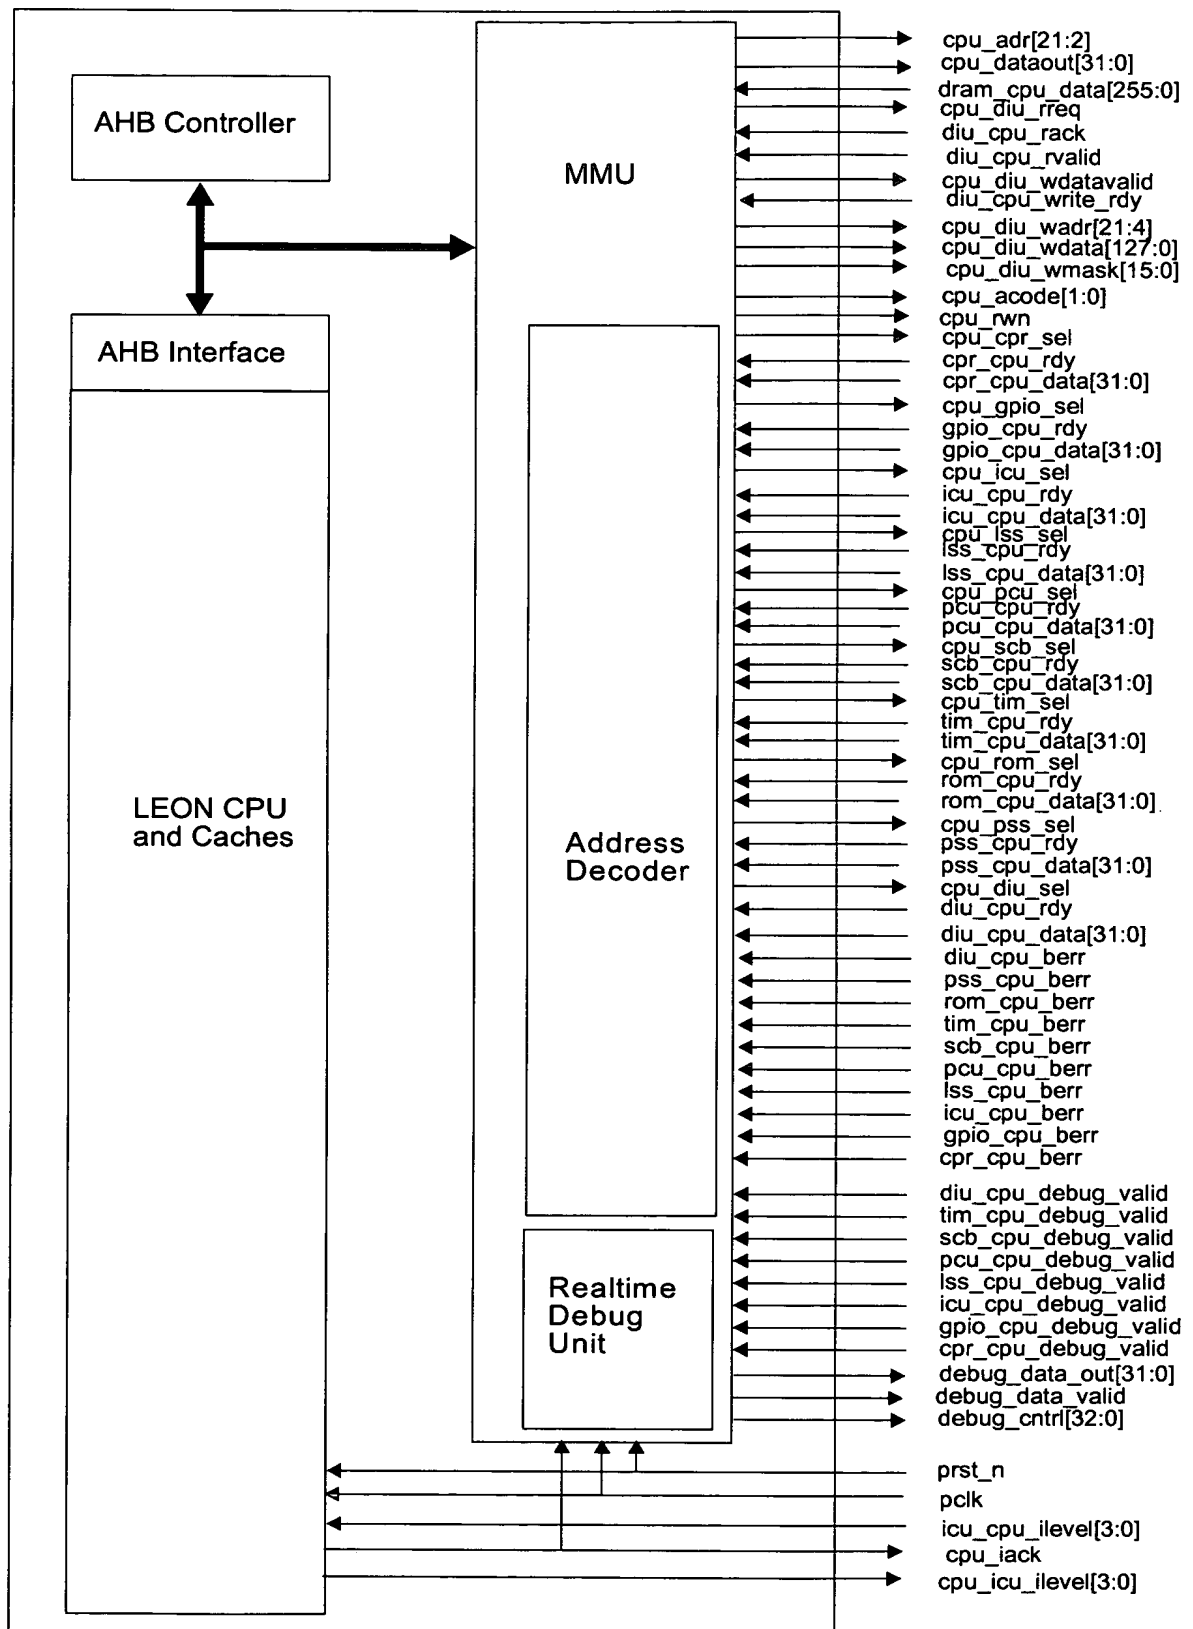 AHB Controller
AHB Interface
LEON CPU
and Caches
MMU
Address
Decoder
Realtime
Debug
Unit
cpu_adr[21:2]
cpu_dataout[31:0]
dram_cpu_data[255:0]
cpu_diu_rreq
diu_cpu_rack
diu_cpu_rvalid
cpu_diu_wdatavalid
diu_cpu_write_rdy
cpu_diu_wadr[21:4]
cpu_diu_wdata[127:0]
cpu_diu_wmask[15:0]
cpu_acode[1:0]
cpu_rwn
cpu_cpr_sel
cpr_cpu_rdy
cpr_cpu_data[31:0]
cpu_gpio_sel
gpio_cpu_rdy
gpio_cpu_data[31:0]
cpu_icu_sel
icu_cpu_rdy
icu_cpu_data[31:0]
cpu_lss_sel
lss_cpu_rdy
lss_cpu_data[31:0]
cpu_pcu_sel
pcu_cpu_rdy
pcu_cpu_data[31:0]
cpu_scb_sel
scb_cpu_rdy
scb_cpu_data[31:0]
cpu_tim_sel
tim_cpu_rdy
tim_cpu_data[31:0]
cpu_rom_sel
rom_cpu_rdy
rom_cpu_data[31:0]
cpu_pss_sel
pss_cpu_rdy
pss_cpu_data[31:0]
cpu_diu_sel
diu_cpu_rdy
diu_cpu_data[31:0]
diu_cpu_berr
pss_cpu_berr
rom_cpu_berr
tim_cpu_berr
scb_cpu_berr
pcu_cpu_berr
lss_cpu_berr
icu_cpu_berr
gpio_cpu_berr
cpr_cpu_berr
diu_cpu_debug_valid
tim_cpu_debug_valid
scb_cpu_debug_valid
pcu_cpu_debug_valid
lss_cpu_debug_valid
icu_cpu_debug_valid
gpio_cpu_debug_valid
cpr_cpu_debug_valid
debug_data_out[31:0]
debug_data_valid
debug_cntrl[32:0]
prst_n
pclk
icu_cpu_ilevel[3:0]
cpu_iack
cpu_icu_ilevel[3:0]